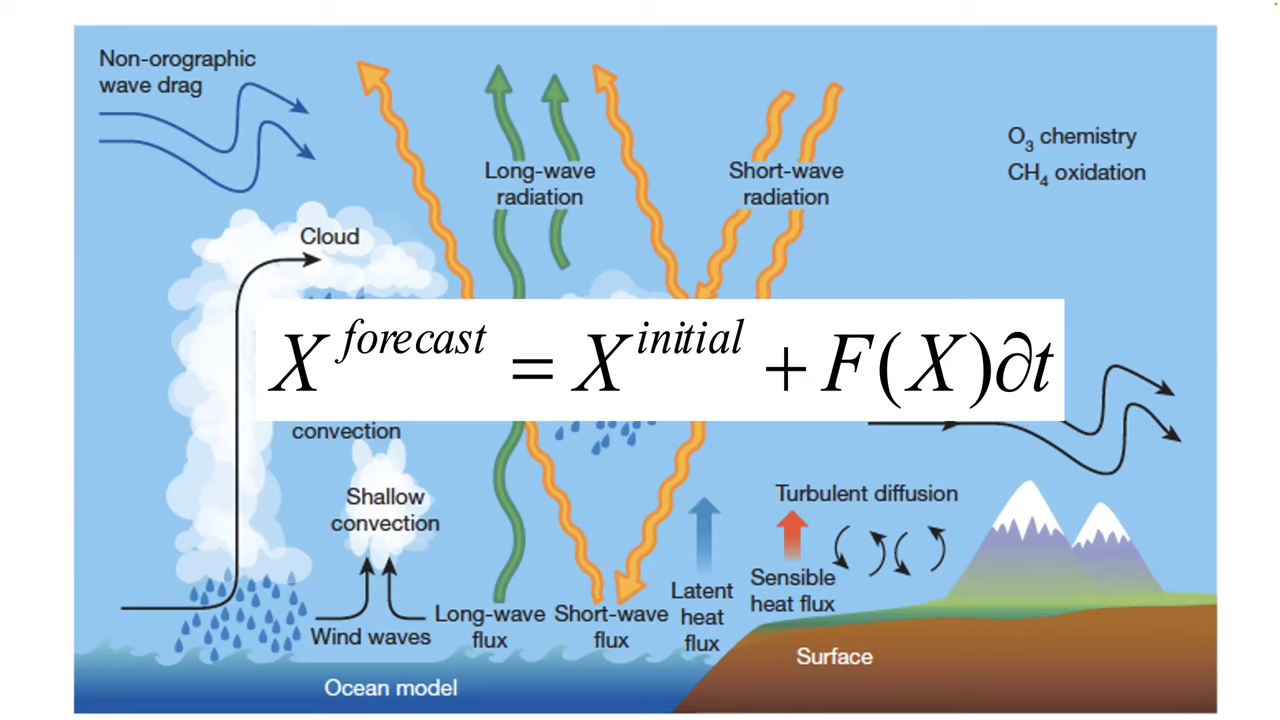 Non-orographic
wave drag
Long-wave
radiation
Short-wave
radiation
O₃ chemistry
CH₄ oxidation
Cloud
X^forecast = X^initial + F(X)∂t
convection
Shallow
convection
Turbulent diffusion
Wind waves
Long-wave
flux
Short-wave
flux
Latent
heat
flux
Sensible
heat flux
Surface
Ocean model